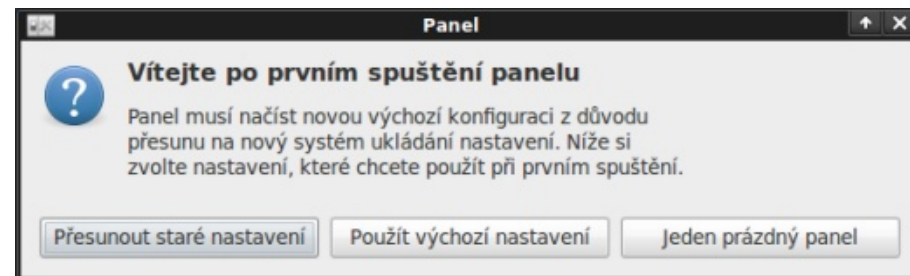 Panel
Vítejte po prvním spuštění panelu
Panel musí načíst novou výchozí konfiguraci z důvodu
přesunu na nový systém ukládání nastavení. Níže si
zvolte nastavení, které chcete použít při prvním spuštění.
Přesunout staré nastavení Použít výchozí nastavení Jeden prázdný panel